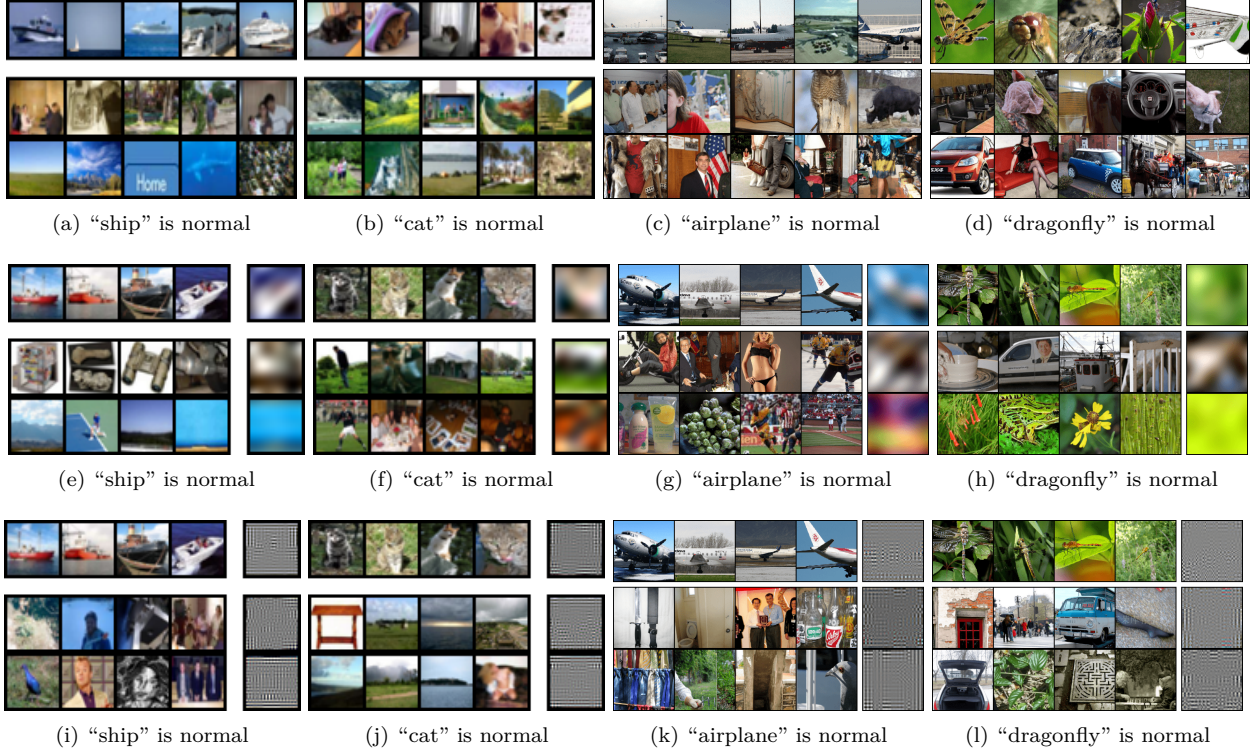 Home
(a) “ship” is normal
(b) “cat” is normal
(c) “airplane” is normal
(d) “dragonfly” is normal
(e) “ship” is normal
(f) “cat” is normal
(g) “airplane” is normal
(h) “dragonfly” is normal
(i) “ship” is normal
(j) “cat” is normal
(k) “airplane” is normal
(l) “dragonfly” is normal